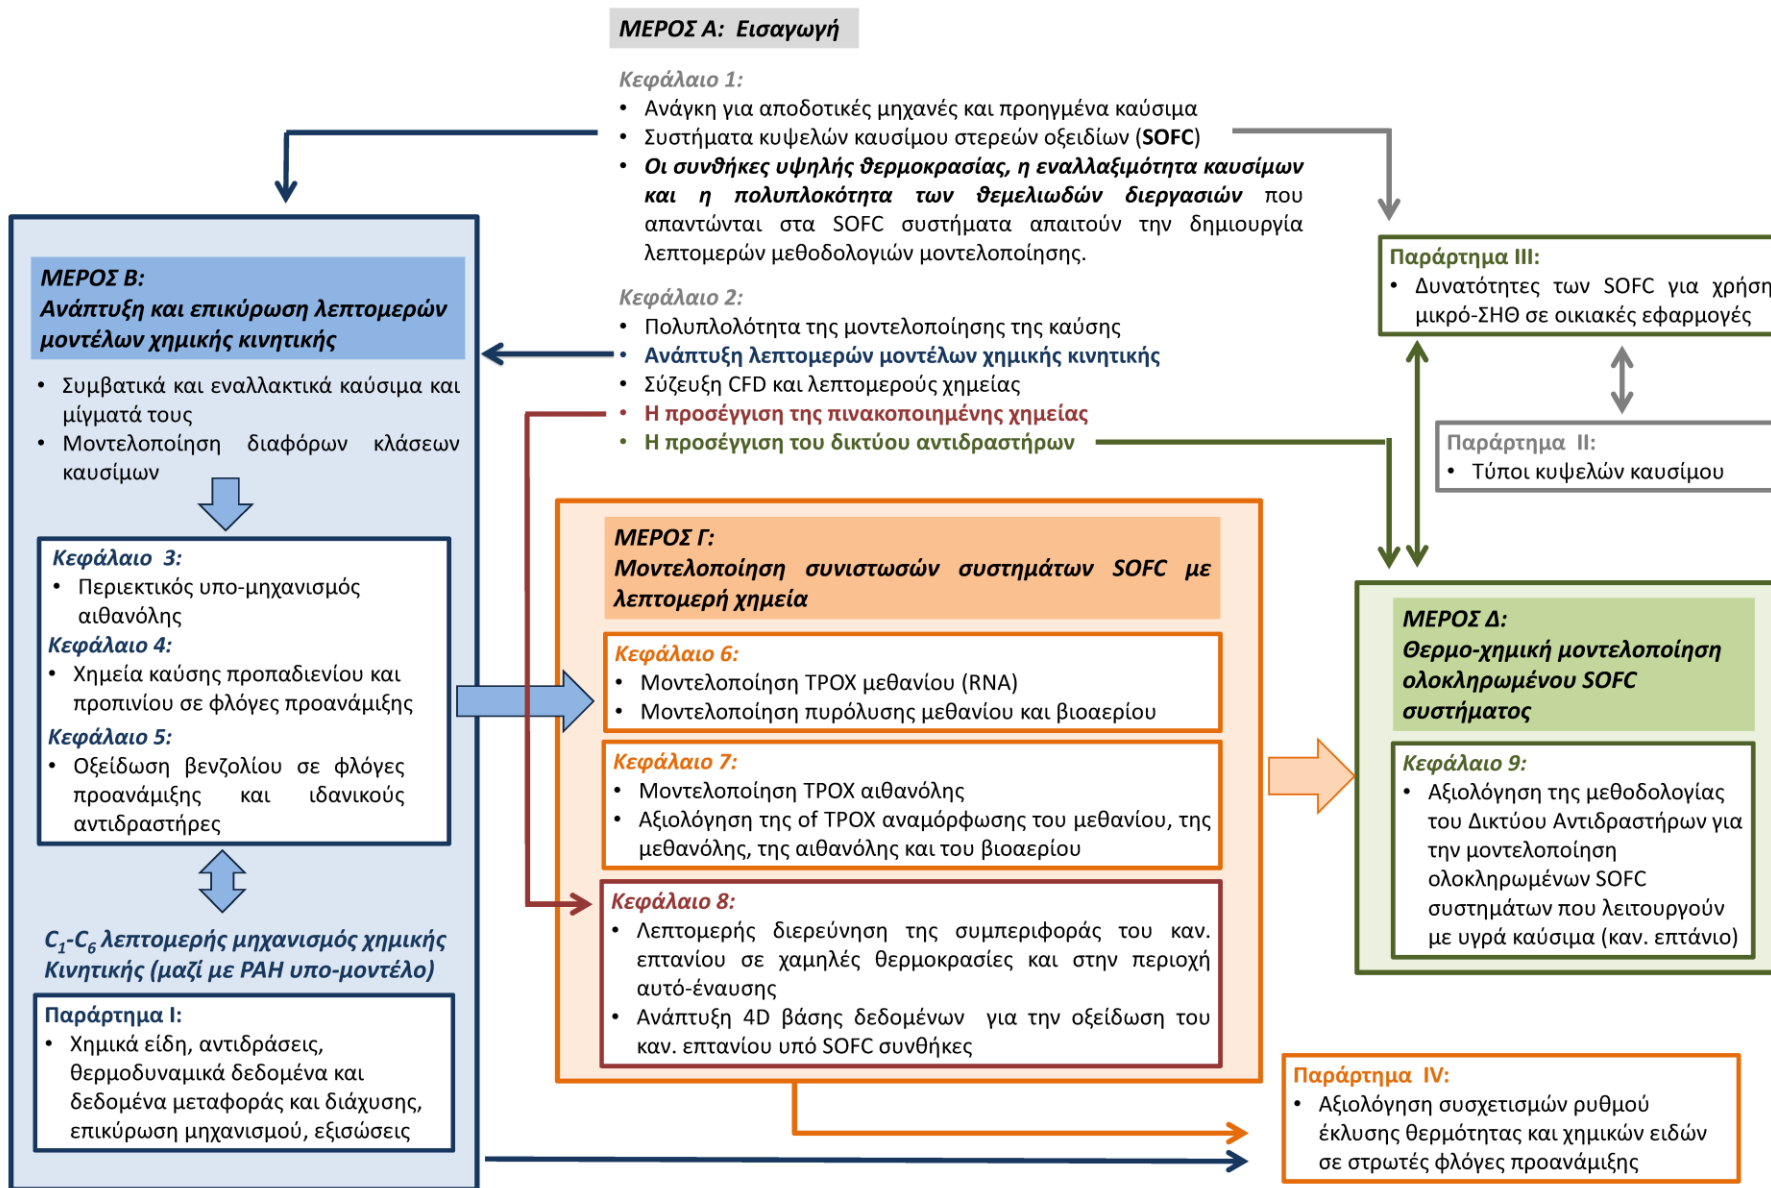 ΜΕΡΟΣ Α: Εισαγωγή
Κεφάλαιο 1:
• Ανάγκη για αποδοτικές μηχανές και προηγμένα καύσιμα
• Συστήματα κυψελών καυσίμου στερεών οξειδίων (SOFC)
• Οι συνθήκες υψηλής θερμοκρασίας, η εναλλαξιμότητα καυσίμων
και η πολυπλοκότητα των θεμελιωδών διεργασιών που
απαντώνται στα SOFC συστήματα απαιτούν την δημιουργία
λεπτομερών μεθοδολογιών μοντελοποίησης.
Κεφάλαιο 2:
• Πολυπλολότητα της μοντελοποίησης της καύσης
• Ανάπτυξη λεπτομερών μοντέλων χημικής κινητικής
• Σύζευξη CFD και λεπτομερούς χημείας
• Η προσέγγιση της πινακοποιημένης χημείας
• Η προσέγγιση του δικτύου αντιδραστήρων
ΜΕΡΟΣ Β:
Ανάπτυξη και επικύρωση λεπτομερών
μοντέλων χημικής κινητικής
• Συμβατικά και εναλλακτικά καύσιμα και
μίγματά τους
• Μοντελοποίηση διαφόρων κλάσεων
καυσίμων
Κεφάλαιο 3:
• Περιεκτικός υπο-μηχανισμός
αιθανόλης
Κεφάλαιο 4:
• Χημεία καύσης προπαδιενίου και
προπινίου σε φλόγες προανάμιξης
Κεφάλαιο 5:
• Οξείδωση βενζολίου σε φλόγες
προανάμιξης και ιδανικούς
αντιδραστήρες
C1-C6 λεπτομερής μηχανισμός χημικής
Κινητικής (μαζί με PAH υπο-μοντέλο)
Παράρτημα I:
• Χημικά είδη, αντιδράσεις,
θερμοδυναμικά δεδομένα και
δεδομένα μεταφοράς και διάχυσης,
επικύρωση μηχανισμού, εξισώσεις
ΜΕΡΟΣ Γ:
Μοντελοποίηση συνιστωσών συστημάτων SOFC με
λεπτομερή χημεία
Κεφάλαιο 6:
• Μοντελοποίηση TPOX μεθανίου (RNA)
• Μοντελοποίηση πυρόλυσης μεθανίου και βιοαερίου
Κεφάλαιο 7:
• Μοντελοποίηση TPOX αιθανόλης
• Αξιολόγηση της of TPOX αναμόρφωσης του μεθανίου, της
μεθανόλης, της αιθανόλης και του βιοαερίου
Κεφάλαιο 8:
• Λεπτομερής διερεύνηση της συμπεριφοράς του καν.
επτανίου σε χαμηλές θερμοκρασίες και στην περιοχή
αυτό-έναυσης
• Ανάπτυξη 4D βάσης δεδομένων για την οξείδωση του
καν. επτανίου υπό SOFC συνθήκες
Παράρτημα III:
• Δυνατότητες των SOFC για χρήση
μικρό-ΣΗΘ σε οικιακές εφαρμογές
Παράρτημα II:
• Τύποι κυψελών καυσίμου
ΜΕΡΟΣ Δ:
Θερμο-χημική μοντελοποίηση
ολοκληρωμένου SOFC
συστήματος
Κεφάλαιο 9:
• Αξιολόγηση της μεθοδολογίας
του Δικτύου Αντιδραστήρων για
την μοντελοποίηση
ολοκληρωμένων SOFC
συστημάτων που λειτουργούν
με υγρά καύσιμα (καν. επτάνιο)
Παράρτημα IV:
• Αξιολόγηση συσχετισμών ρυθμού
έκλυσης θερμότητας και χημικών ειδών
σε στρωτές φλόγες προανάμιξης